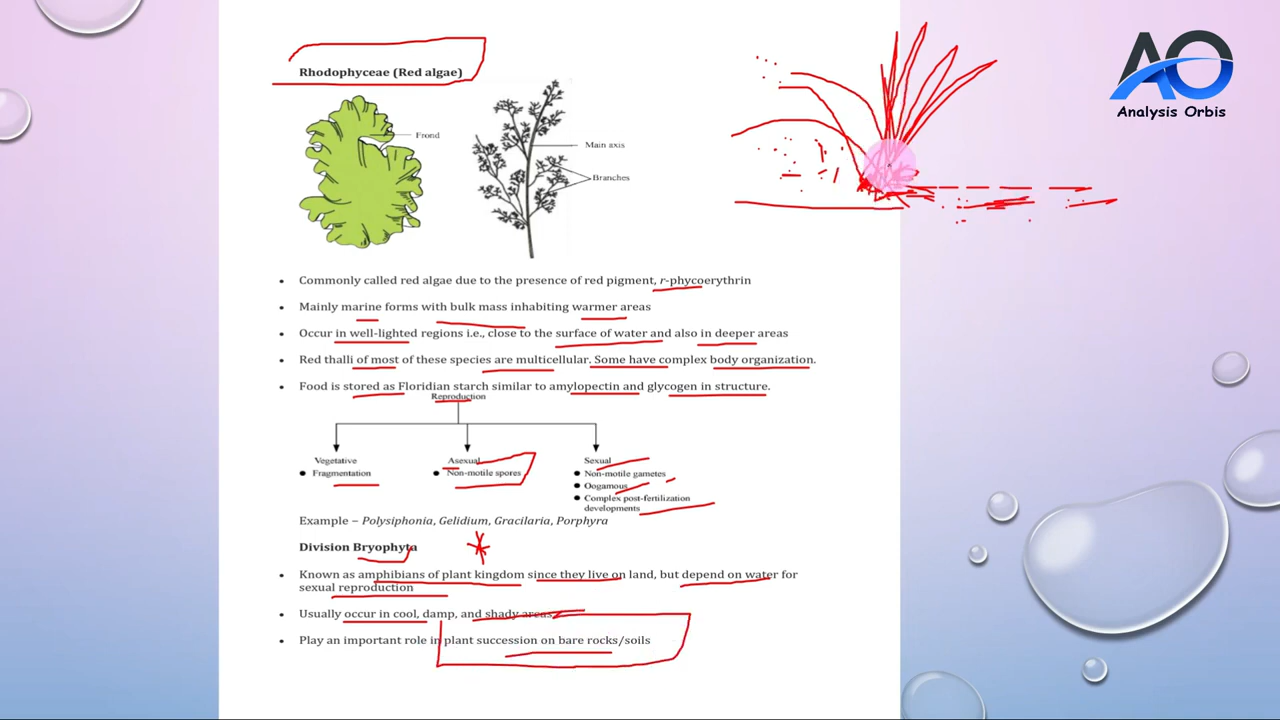 AO
Analysis Orbis
Rhodophyceae (Red algae)
Frond
Main axis
Branches
Commonly called red algae due to the presence of red pigment, r-phycoerythrin
Mainly marine forms with bulk mass inhabiting warmer areas
Occur in well-lighted regions i.e., close to the surface of water and also in deeper areas
Red thalli of most of these species are multicellular. Some have complex body organization.
Food is stored as Floridian starch similar to amylopectin and glycogen in structure.
Reproduction
Vegetative
Fragmentation
Asexual
Non-motile spores
Sexual
Non-motile gametes
Oogamous
Complex post-fertilization
developments
Example – Polysiphonia, Gelidium, Gracilaria, Porphyra
Division Bryophyta
Known as amphibians of plant kingdom since they live on land, but depend on water for
sexual reproduction
Usually occur in cool, damp, and shady areas
Play an important role in plant succession on bare rocks/soils